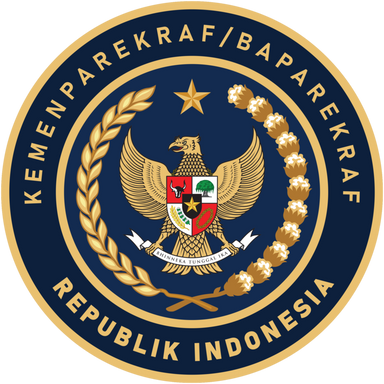 KEMENPAREKRAF/BAPAREKRAF
BHINNEKA TUNGGAL IKA
REPUBLIK INDONESIA